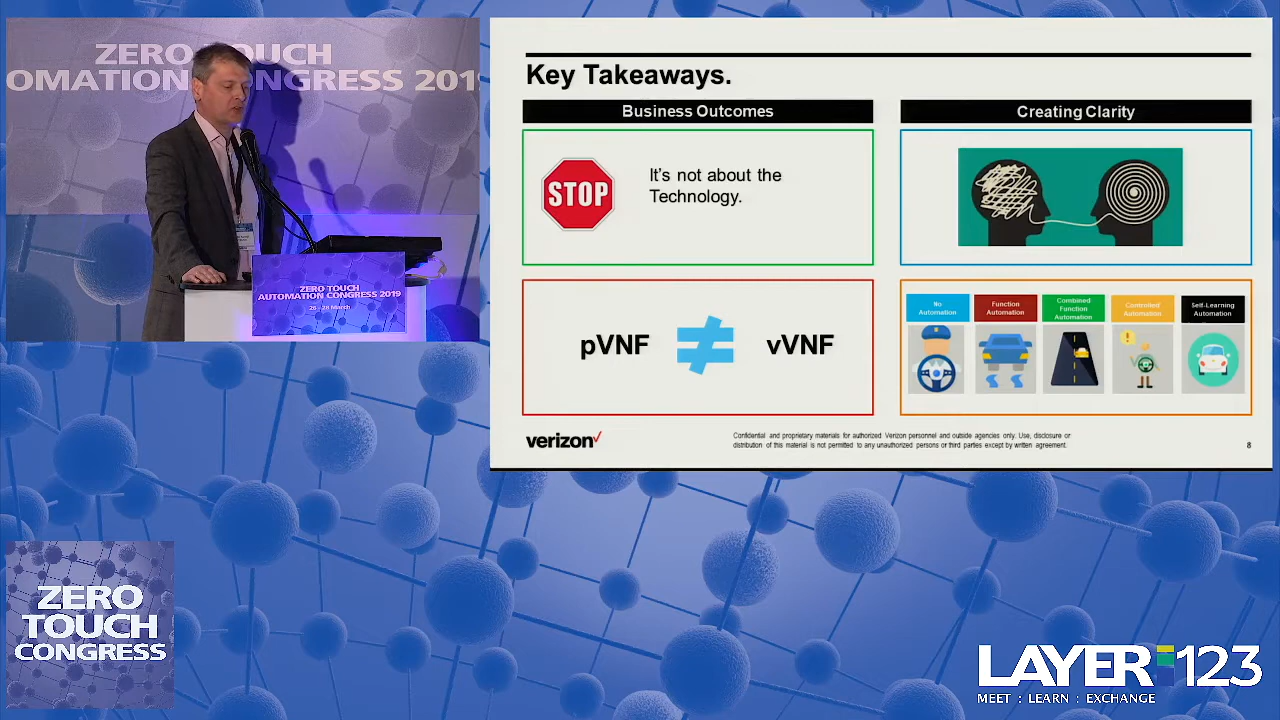 ZERO TOUCH
OMATION CONGRESS 201
ZERO TOUCH
AUTOMATION CONGRESS 2019
26 - 28 March
Key Takeaways.
Business Outcomes
Creating Clarity
STOP
It's not about the
Technology.
pVNF
vVNF
No
Automation
Function
Automation
Combined
Function
Automation
Controlled
Automation
Self-Learning
Automation
verizon
Confidential and proprietary materials for authorized Verizon personnel and outside agencies only. Use, disclosure or
distribution of this material is not permitted to any unauthorized persons or third parties except by written agreement.
8
ZERO
TOUCH
CONGRESS
LAYER123
MEET : LEARN : EXCHANGE